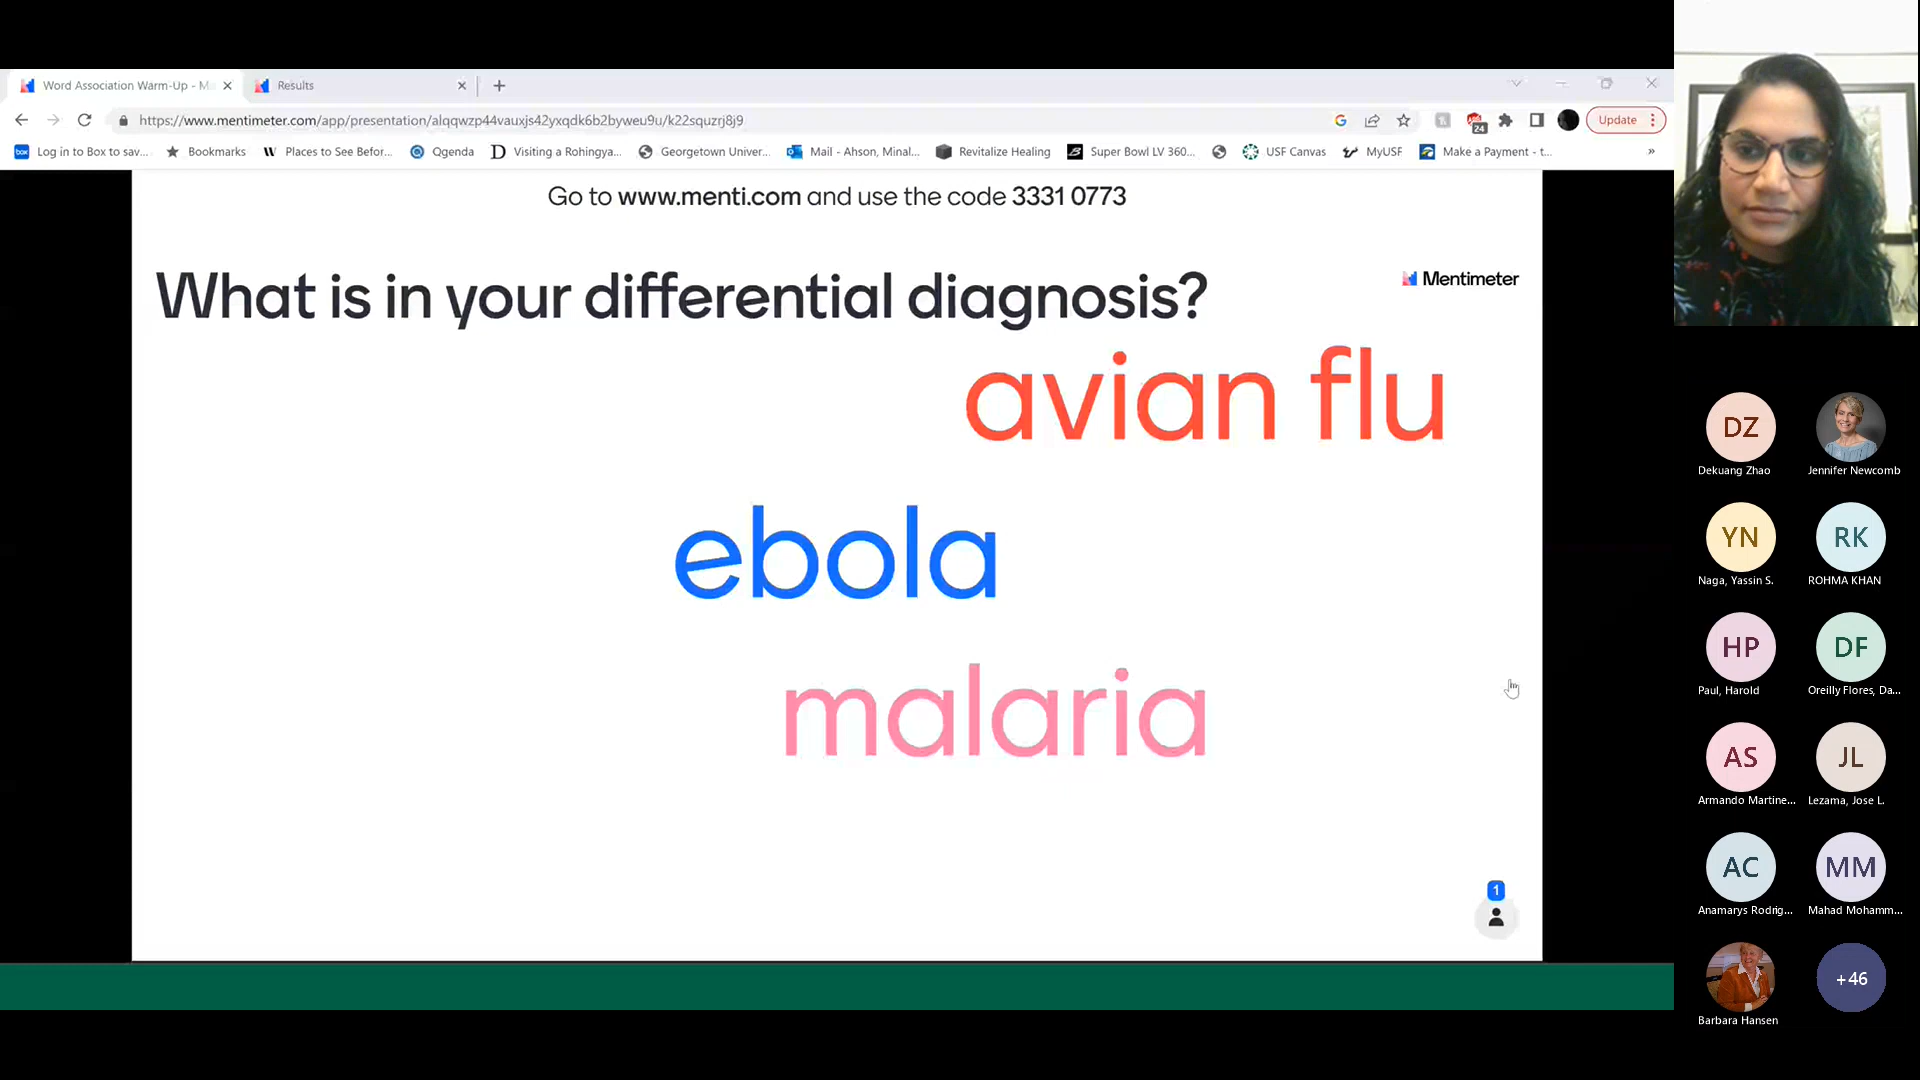 Word Association Warm-Up - M
Results
https://www.mentimeter.com/app/presentation/alqqwzp44vauxjs42yxqdk6b2byweu9u/k22squzrj8j9
24
Update
Log in to Box to sav...
Bookmarks
Places to See Befor...
Qgenda
Visiting a Rohingya...
Georgetown Univer...
Mail - Ahson, Minal...
Revitalize Healing
Super Bowl LV 360...
USF Canvas
MyUSF
Make a Payment - t...
»
Go to www.menti.com and use the code 3331 0773
What is in your differential diagnosis?
Mentimeter
avian flu
ebola
malaria
1
DZ
Dekuang Zhao
Jennifer Newcomb
YN
Naga, Yassin S.
RK
ROHMA KHAN
HP
Paul, Harold
DF
Oreilly Flores, Da...
AS
Armando Martine...
JL
Lezama, Jose L.
AC
Anamarys Rodrig...
MM
Mahad Mohamm...
Barbara Hansen
+46